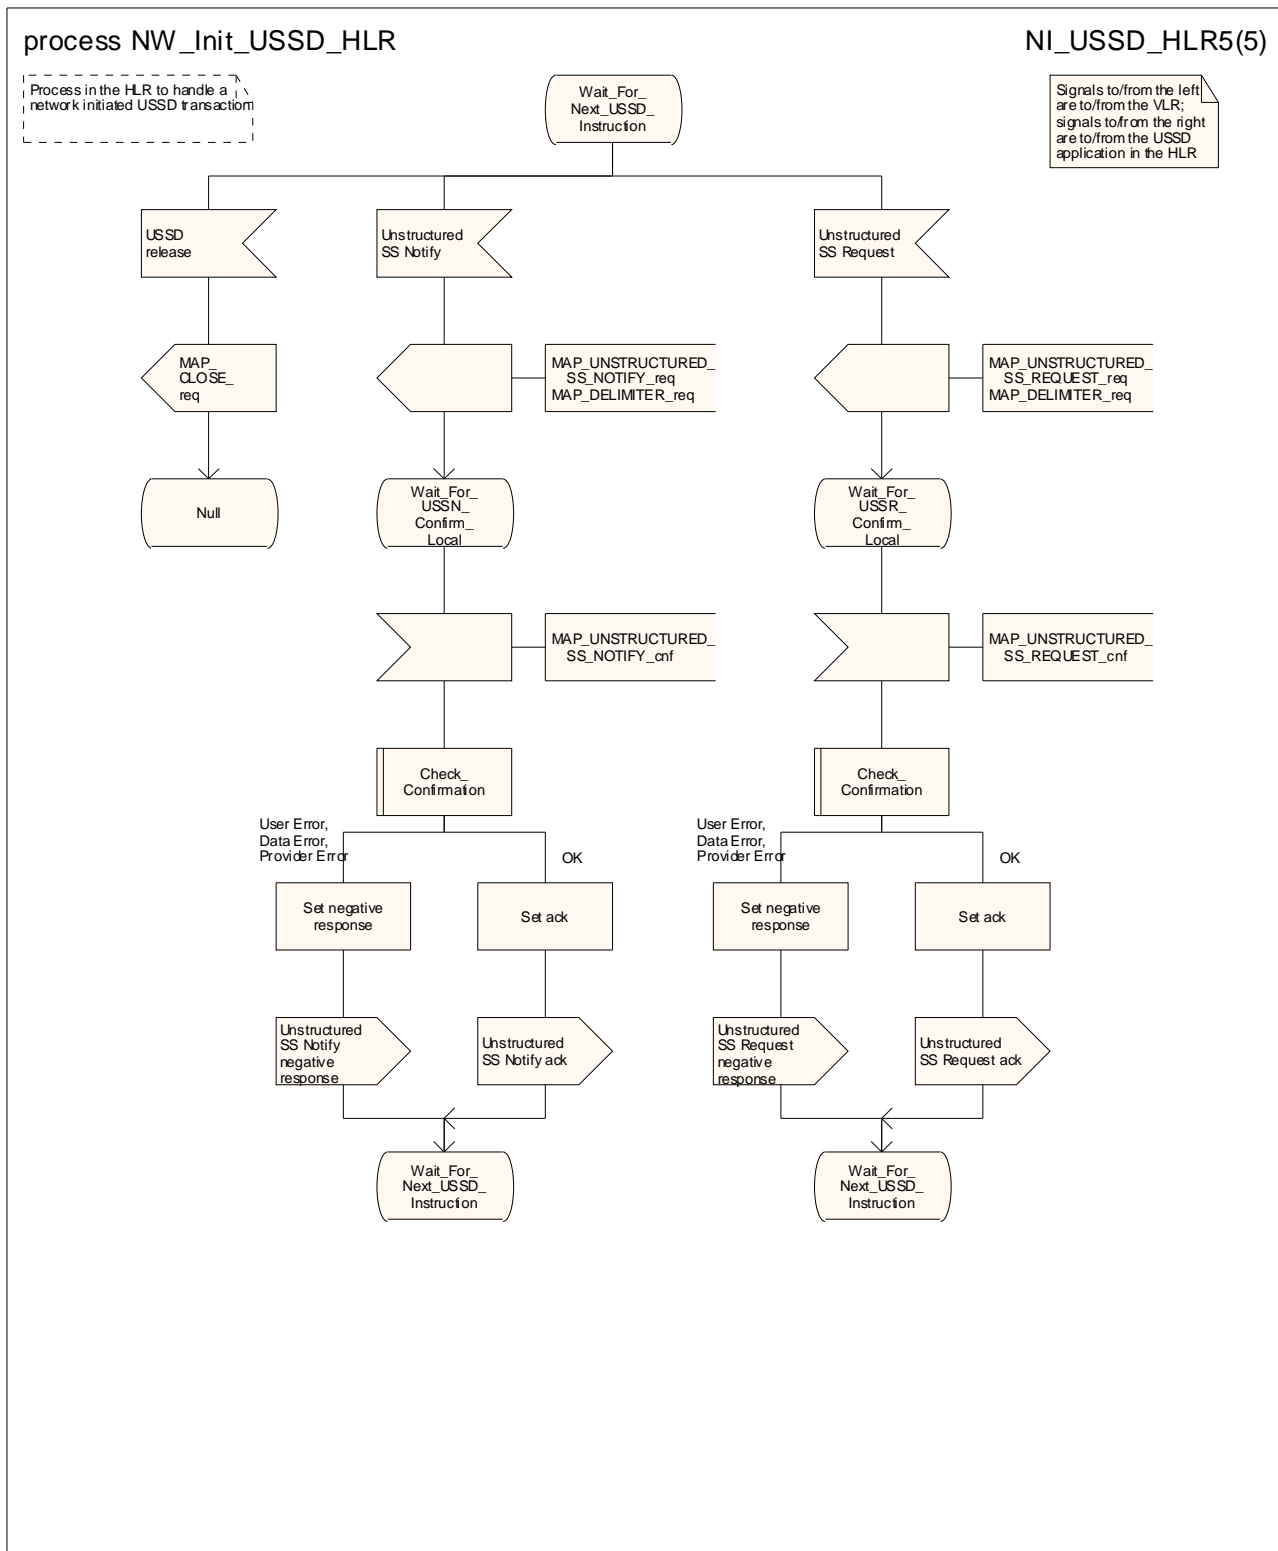 process NW_Init_USSD_HLR
NI_USSD_HLR5(5)
Process in the HLR to handle a
network initiated USSD transaction
Wait_For_
Next_USSD_
Instruction
Signals to/from the left
are to/from the VLR;
signals to/from the right
are to/from the USSD
application in the HLR
USSD
release
Unstructured
SS Notify
Unstructured
SS Request
MAP_
CLOSE_
req
MAP_UNSTRUCTURED_
SS_NOTIFY_req
MAP_DELIMITER_req
MAP_UNSTRUCTURED_
SS_REQUEST_req
MAP_DELIMITER_req
Null
Wait_For_
USSN_
Confirm_
Local
Wait_For_
USSR_
Confirm_
Local
MAP_UNSTRUCTURED_
SS_NOTIFY_cnf
MAP_UNSTRUCTURED_
SS_REQUEST_cnf
Check_
Confirmation
Check_
Confirmation
User Error,
Data Error,
Provider Error
OK
User Error,
Data Error,
Provider Error
OK
Set negative
response
Set ack
Set negative
response
Set ack
Unstructured
SS Notify
negative
response
Unstructured
SS Notify ack
Unstructured
SS Request
negative
response
Unstructured
SS Request ack
Wait_For_
Next_USSD_
Instruction
Wait_For_
Next_USSD_
Instruction